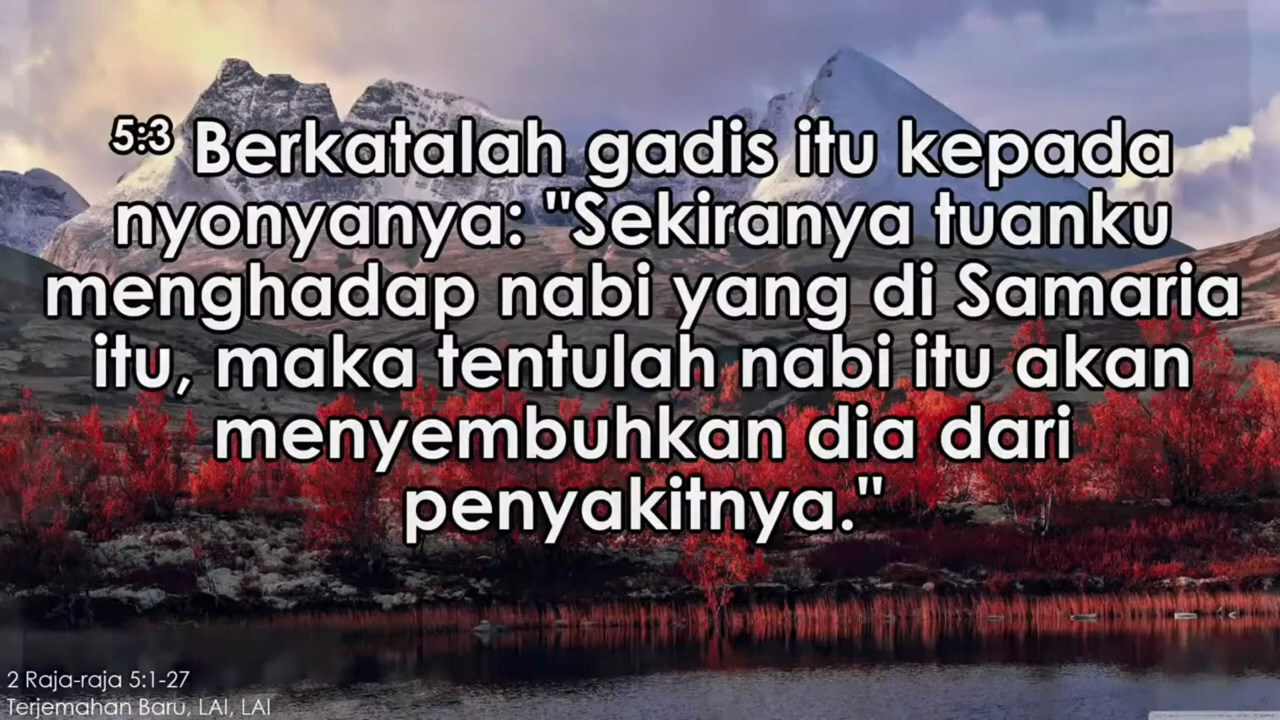 5:3 Berkatalah gadis itu kepada
nyonyanya: "Sekiranya tuanku
menghadap nabi yang di Samaria
itu, maka tentulah nabi itu akan
menyembuhkan dia dari
penyakitnya."
2 Raja-raja 5:1-27
Terjemahan Baru, LAI, LAI